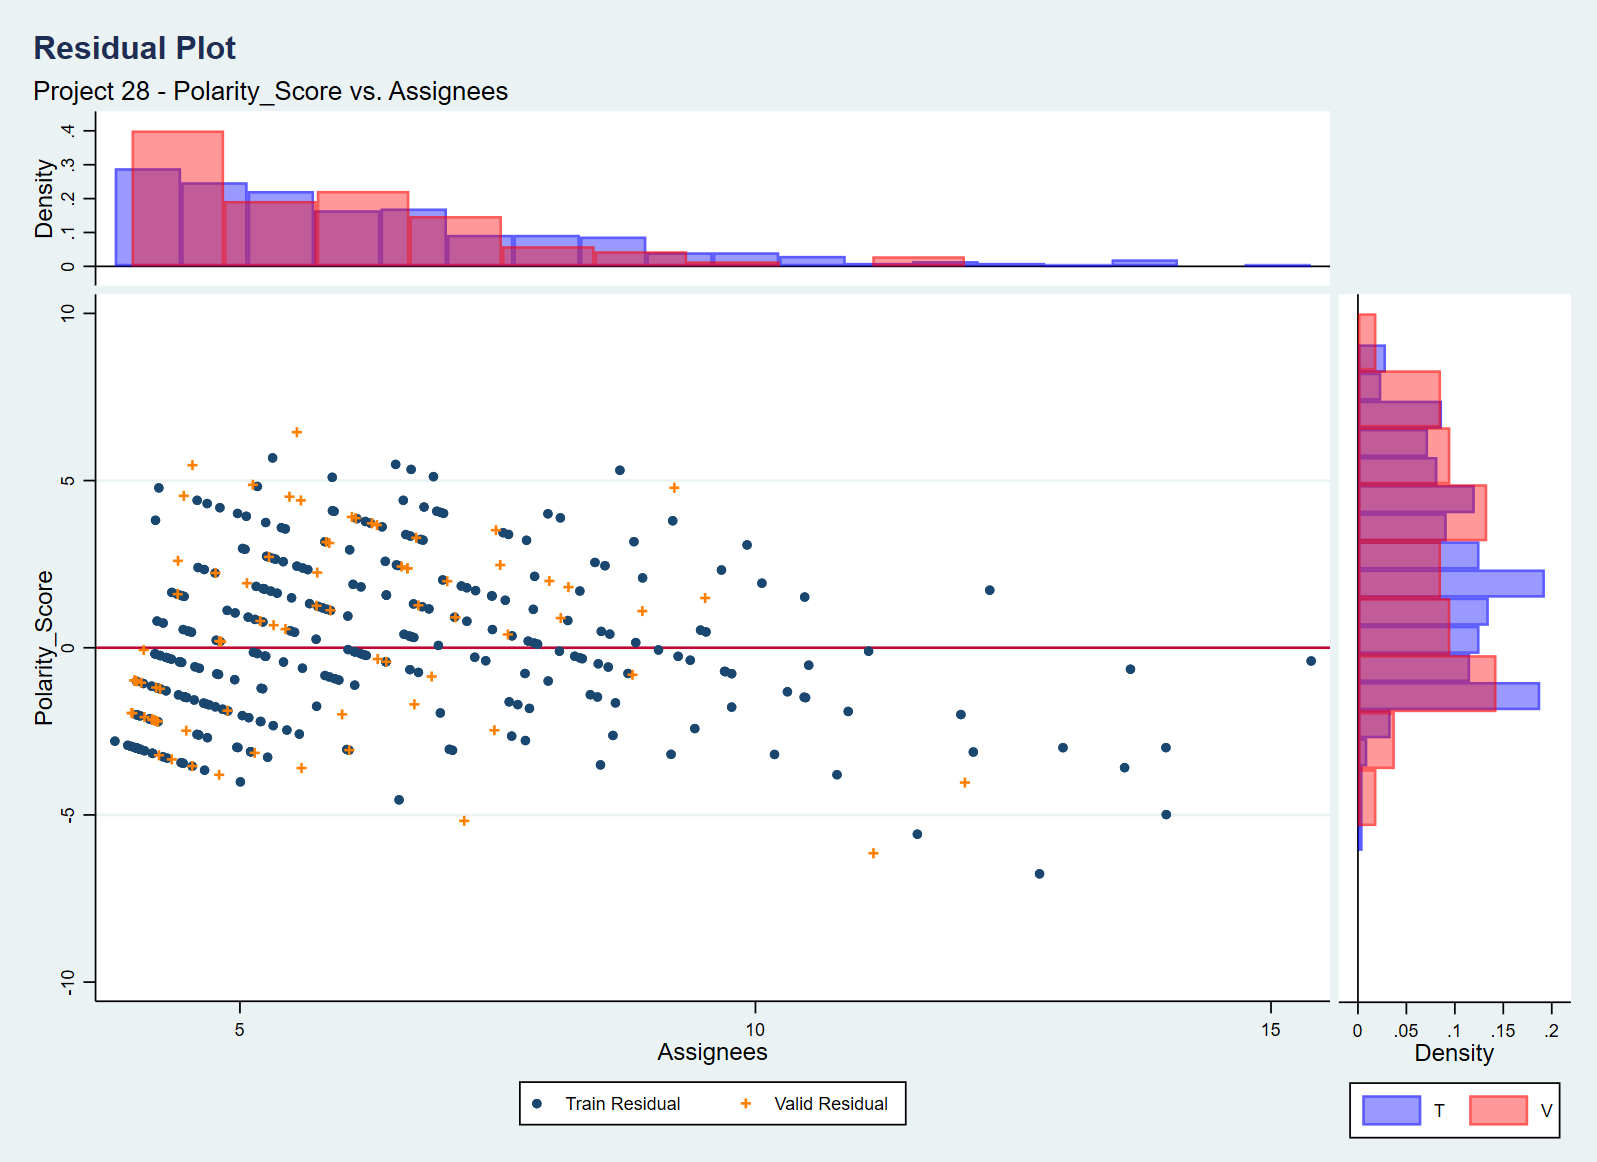 Residual Plot
Project 28 - Polarity_Score vs. Assignees
Density
.4
.3
.2
.1
0
Polarity_Score
10
5
0
-5
-10
5
10
15
Assignees
0
.05
.1
.15
.2
Density
Train Residual
Valid Residual
T
V